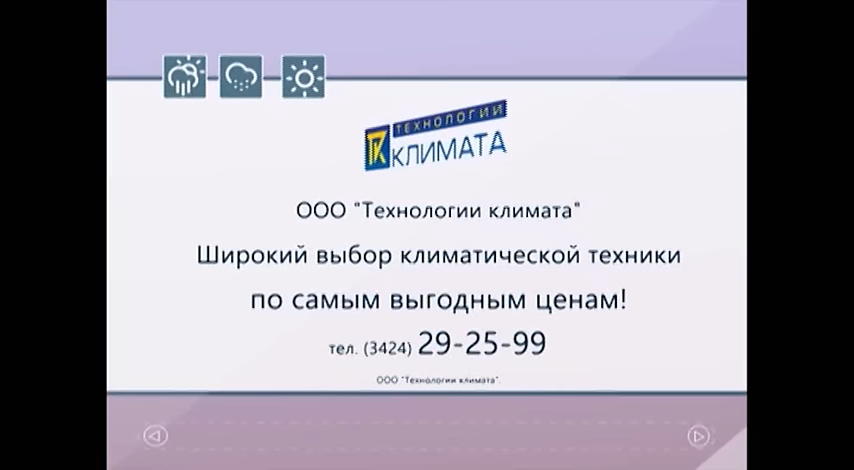 ТЕХНОЛОГИИ
ТК КЛИМАТА
ООО "Технологии климата"
Широкий выбор климатической техники
по самым выгодным ценам!
тел. (3424) 29-25-99
ООО "Технологии климата".